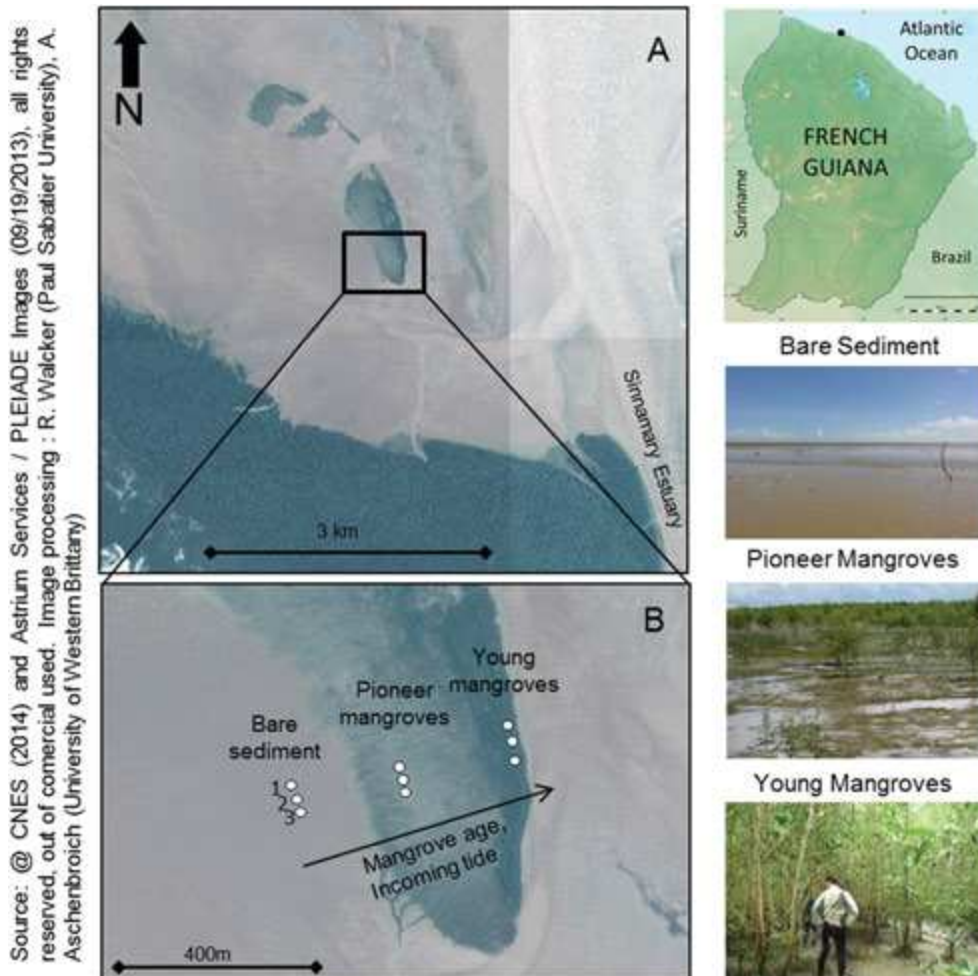 Source: @ CNES (2014) and Astrium Services / PLEIADE Images (09/19/2013), all rights
reserved, out of comercial used. Image processing : R. Walcker (Paul Sabatier University), A.
Aschenbroich (University of Western Brittany)
A
N
Sinnamary Estuary
3 km
B
Young
mangroves
Pioneer
mangroves
Bare
sediment
1
2
3
Mangrove age,
Incoming tide
400m
Atlantic
Ocean
FRENCH
GUIANA
Suriname
Brazil
Bare Sediment
Pioneer Mangroves
Young Mangroves